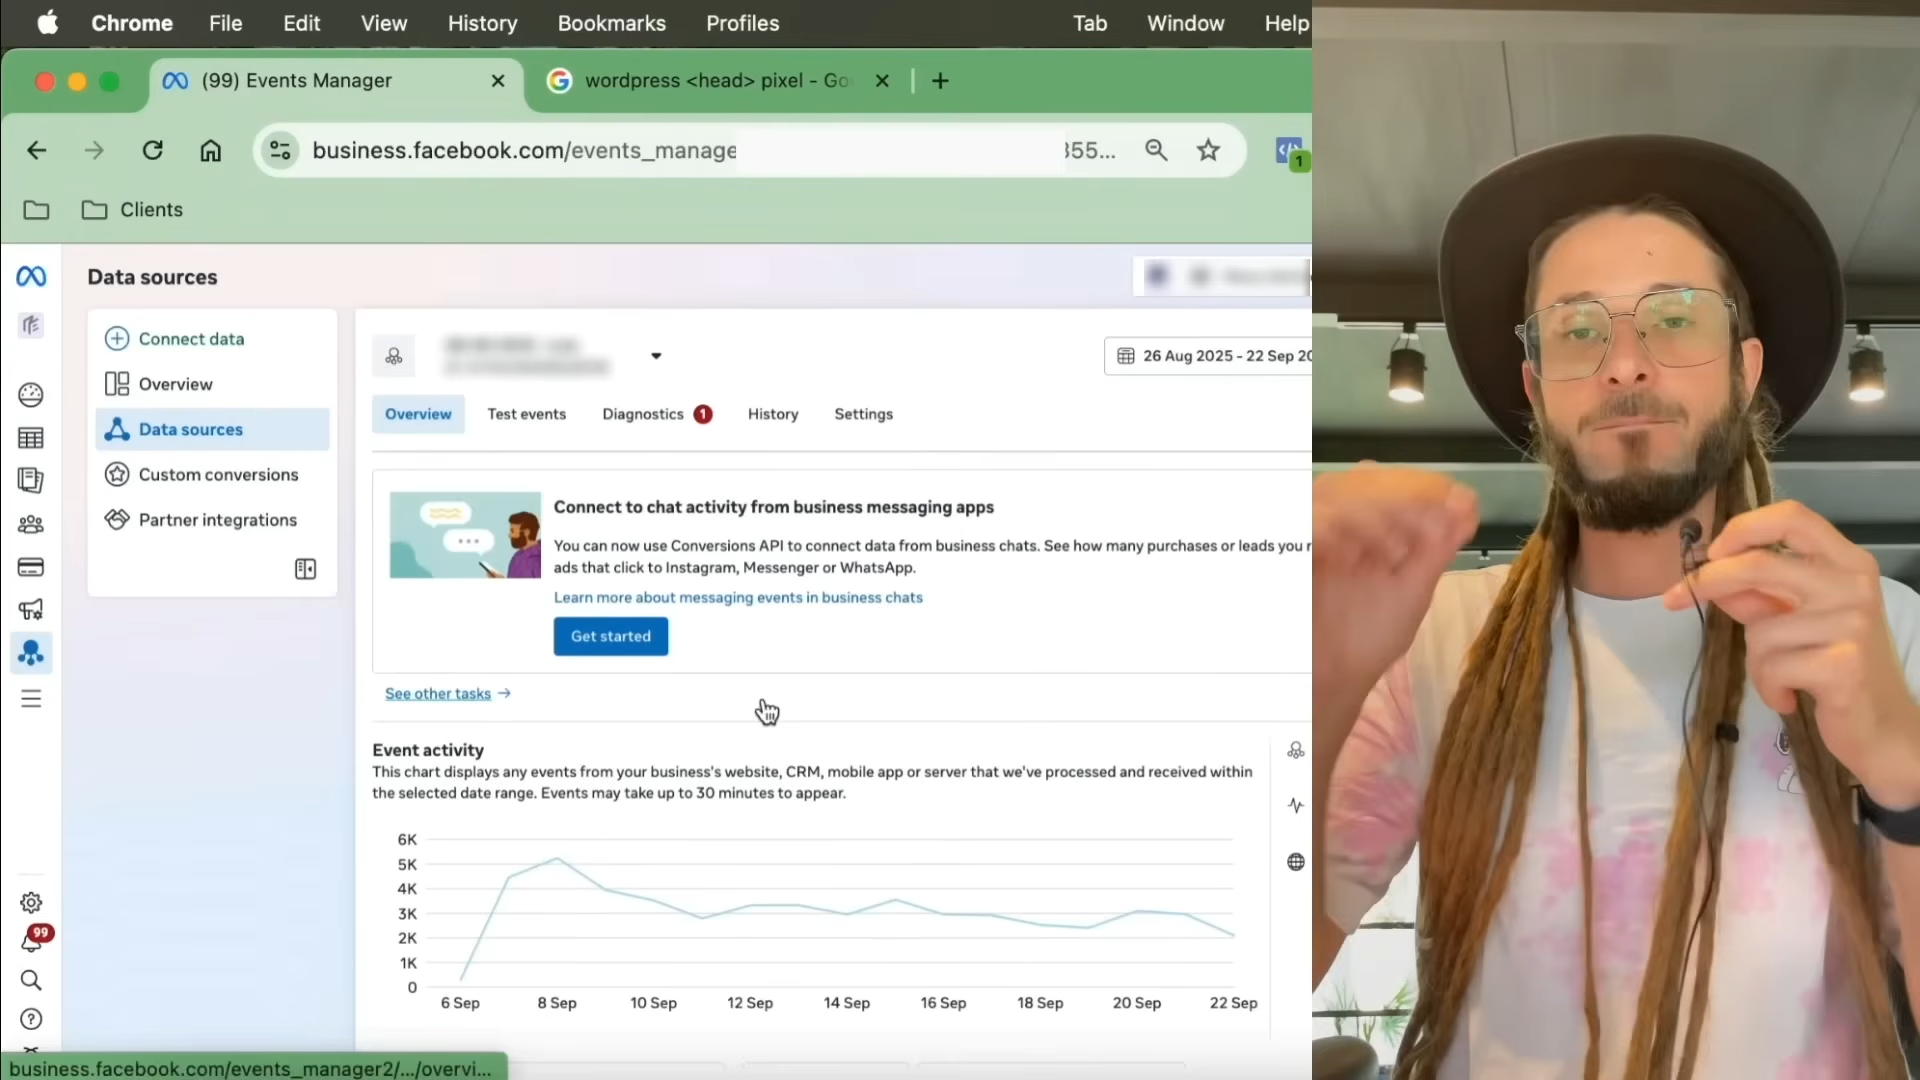 Chrome File Edit View History Bookmarks Profiles Tab Window Help
(99) Events Manager
wordpress <head> pixel - Go
business.facebook.com/events_manage
355...
1
Clients
Data sources
Connect data
Overview
Data sources
Custom conversions
Partner integrations
26 Aug 2025 - 22 Sep 20
Overview Test events Diagnostics 1 History Settings
Connect to chat activity from business messaging apps
You can now use Conversions API to connect data from business chats. See how many purchases or leads you r
ads that click to Instagram, Messenger or WhatsApp.
Learn more about messaging events in business chats
Get started
See other tasks →
Event activity
This chart displays any events from your business's website, CRM, mobile app or server that we've processed and received within
the selected date range. Events may take up to 30 minutes to appear.
6K
5K
4K
3K
2K
1K
0
6 Sep 8 Sep 10 Sep 12 Sep 14 Sep 16 Sep 18 Sep 20 Sep 22 Sep
99
business.facebook.com/events_manager2/.../overvi...